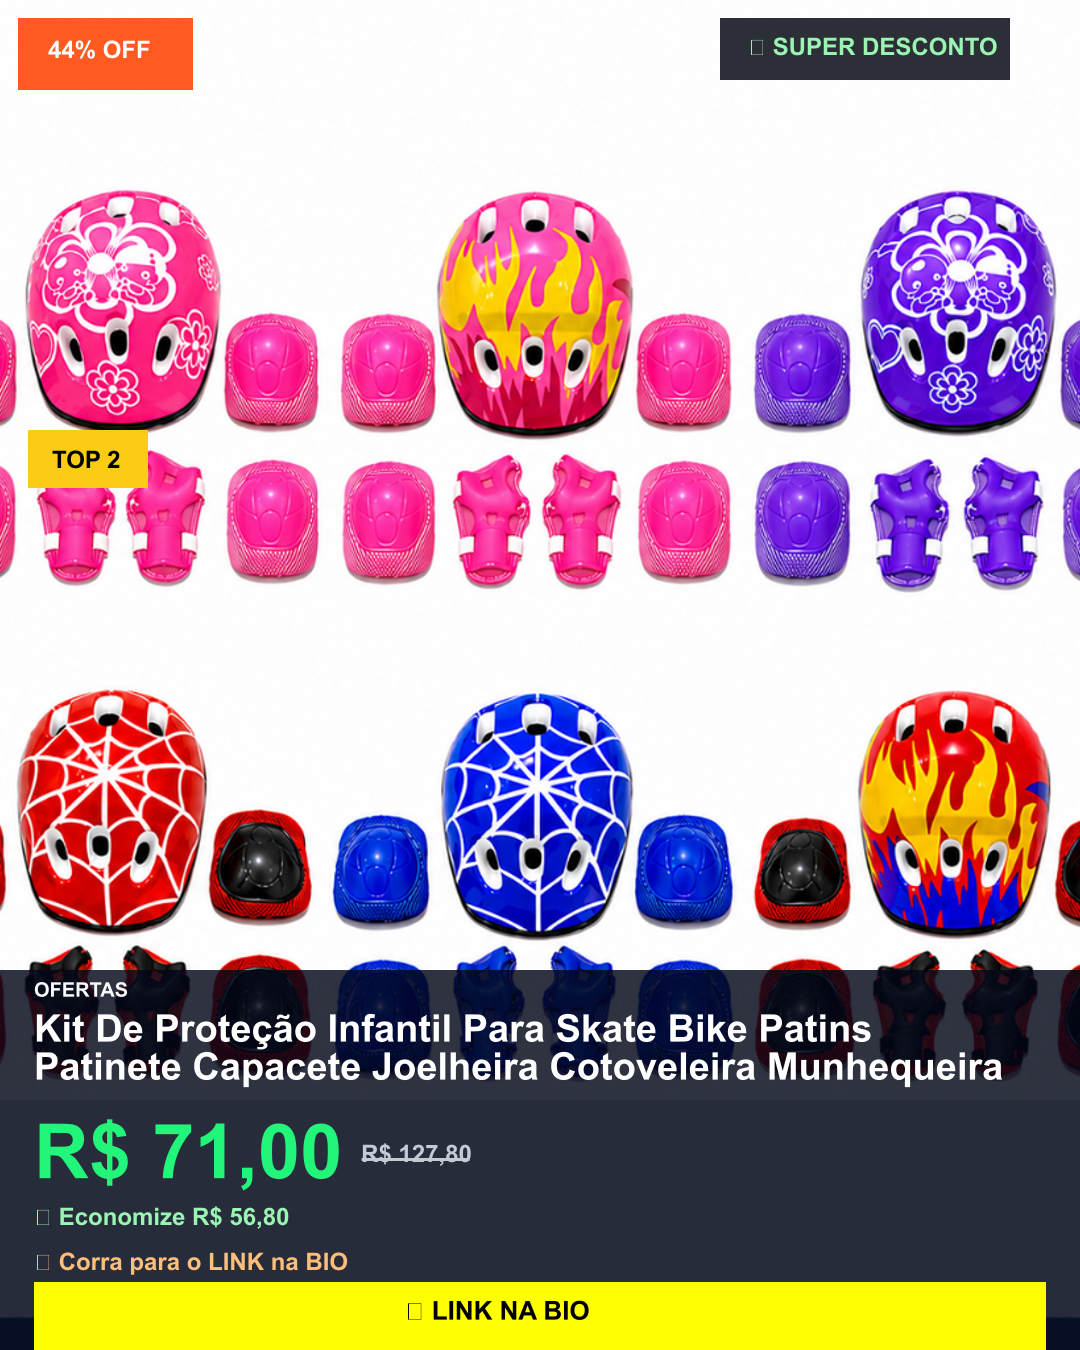 44% OFF
SUPER DESCONTO
TOP 2
OFERTAS
Kit De Proteção Infantil Para Skate Bike Patins
Patinete Capacete Joelheira Cotoveleira Munhequeira
R$ 71,00 R$ 127,80
Economize R$ 56,80
Corra para o LINK na BIO
LINK NA BIO